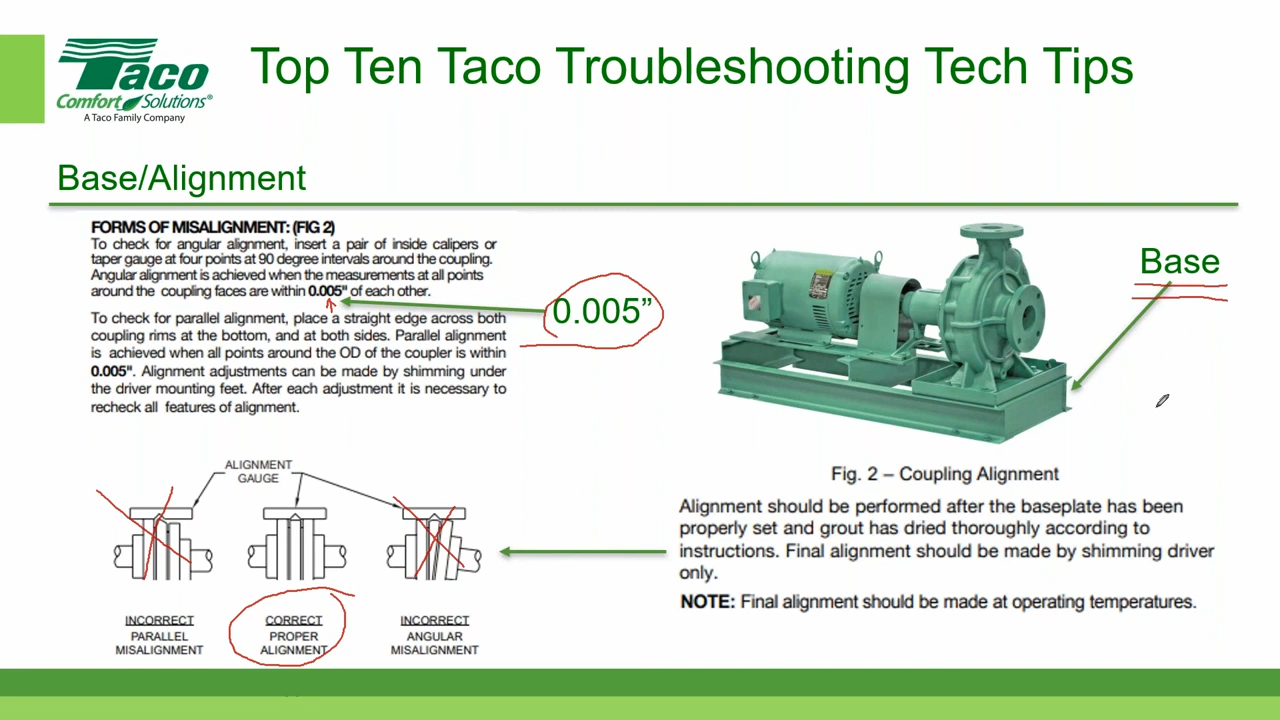 Taco
Comfort Solutions®
A Taco Family Company
Top Ten Taco Troubleshooting Tech Tips
Base/Alignment
FORMS OF MISALIGNMENT: (FIG 2)
To check for angular alignment, insert a pair of inside calipers or
taper gauge at four points at 90 degree intervals around the coupling.
Angular alignment is achieved when the measurements at all points
around the coupling faces are within 0.005" of each other.
To check for parallel alignment, place a straight edge across both
coupling rims at the bottom, and at both sides. Parallel alignment
is achieved when all points around the OD of the coupler is within
0.005". Alignment adjustments can be made by shimming under
the driver mounting feet. After each adjustment it is necessary to
recheck all features of alignment.
0.005”
Base
ALIGNMENT
GAUGE
INCORRECT
PARALLEL
MISALIGNMENT
CORRECT
PROPER
ALIGNMENT
INCORRECT
ANGULAR
MISALIGNMENT
Fig. 2 – Coupling Alignment
Alignment should be performed after the baseplate has been
properly set and grout has dried thoroughly according to
instructions. Final alignment should be made by shimming driver
only.
NOTE: Final alignment should be made at operating temperatures.